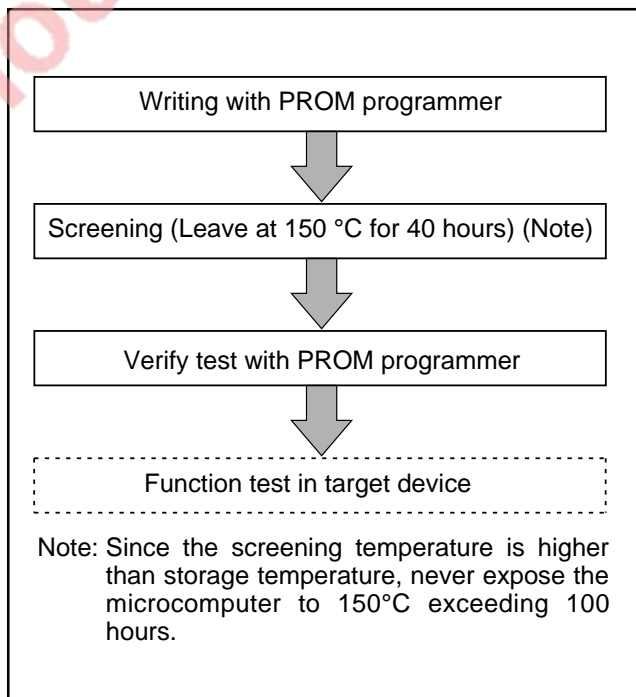 Writing with PROM programmer
Screening (Leave at 150 °C for 40 hours) (Note)
Verify test with PROM programmer
Function test in target device
Note: Since the screening temperature is higher
than storage temperature, never expose the
microcomputer to 150°C exceeding 100
hours.